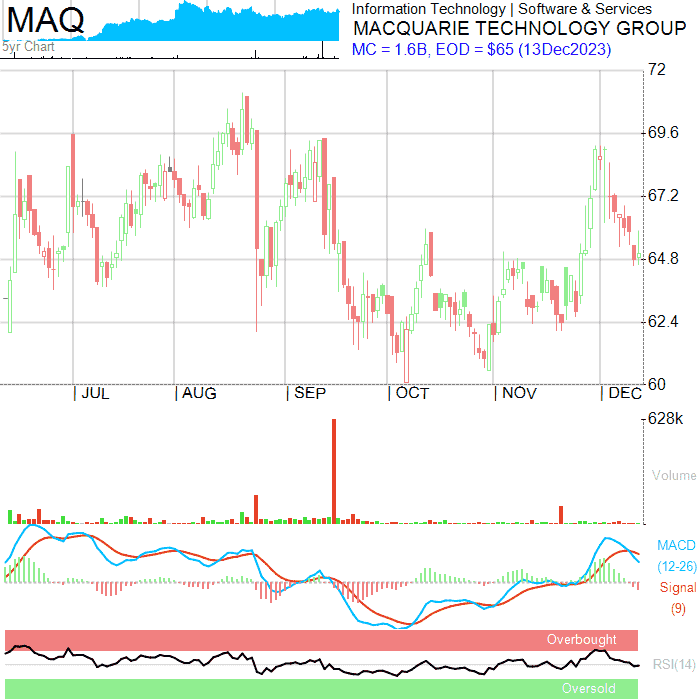 MAQ
5yr Chart
Information Technology | Software & Services
MACQUARIE TECHNOLOGY GROUP
MC = 1.6B, EOD = $65 (13Dec2023)
72
69.6
67.2
64.8
62.4
60
| JUL | AUG | SEP | OCT | NOV | DEC
628k
Volume
MACD
(12-26)
Signal
(9)
Overbought
RSI(14)
Oversold